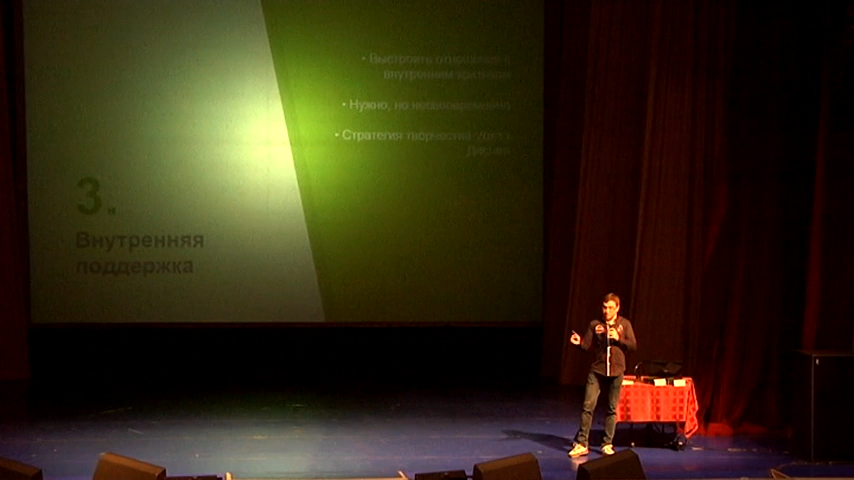 3.
Внутренняя
поддержка
• Выстроить отношения с
внутренним критиком
• Нужно, но несвоевременно
• Стратегия творчества Уолта
Диснея